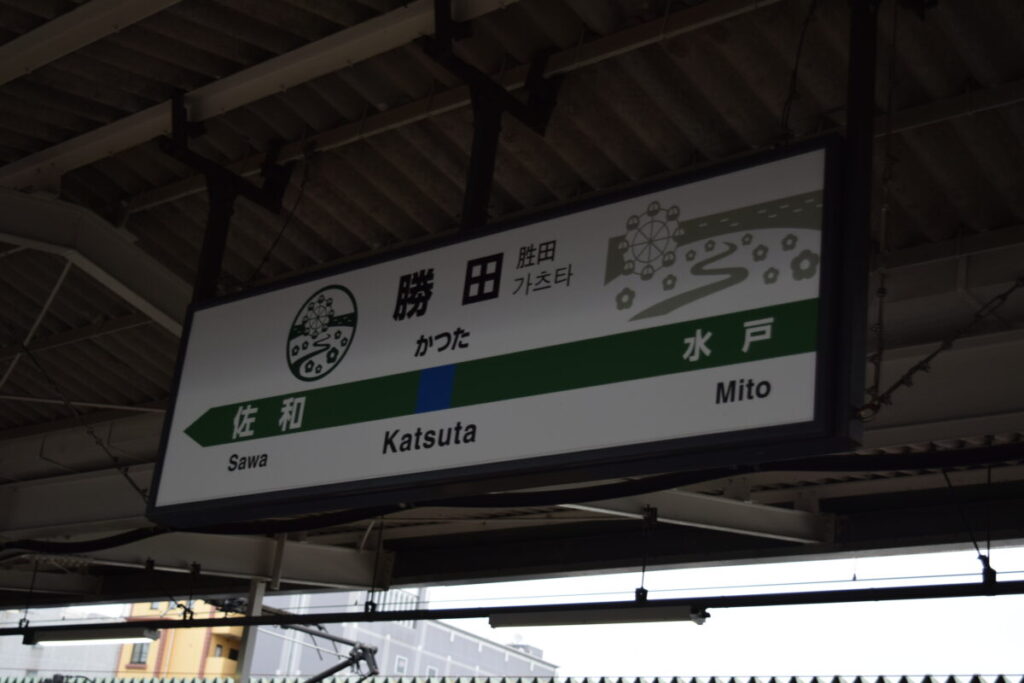 勝田
胜田
가츠타
かつた
佐和
水戸
Sawa
Katsuta
Mito